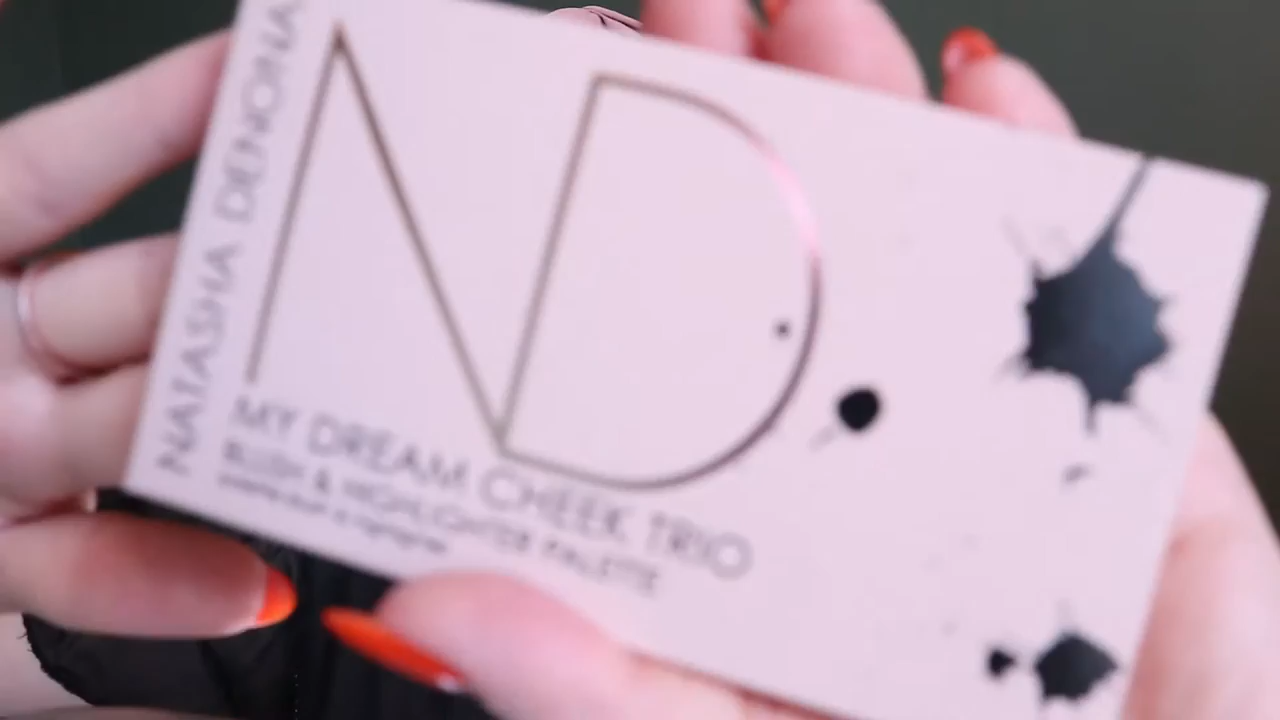 NATASHA DENONA
ND
MY DREAM CHEEK TRIO
BLUSH & HIGHLIGHTER PALETTE